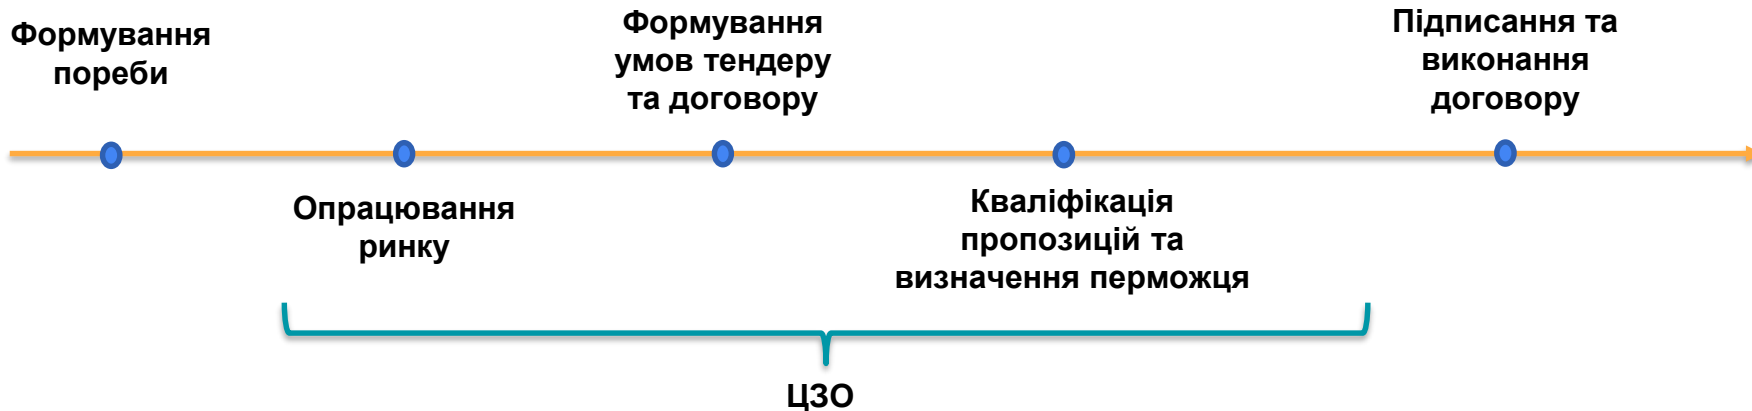 Формування
пореби
Опрацювання
ринку
Формування
умов тендеру
та договору
Кваліфікація
пропозицій та
визначення перможця
Підписання та
виконання
договору
ЦЗО